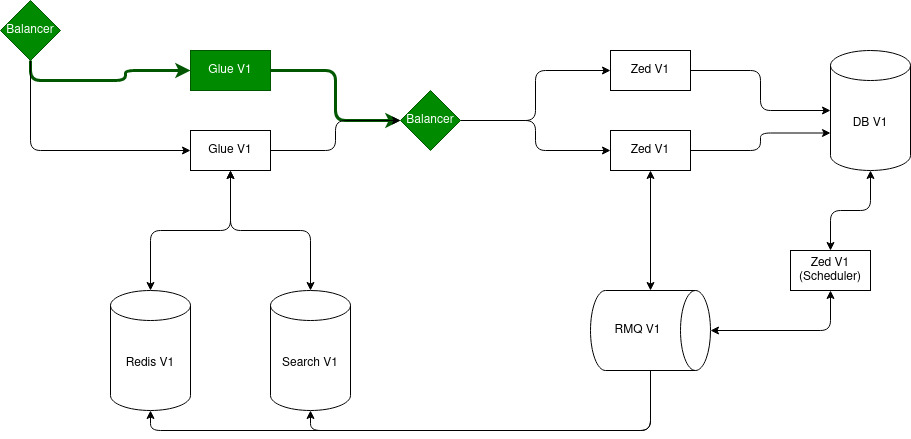 Balancer
Glue V1
Zed V1
Balancer
DB V1
Glue V1
Zed V1
Zed V1
(Scheduler)
RMQ V1
Redis V1
Search V1